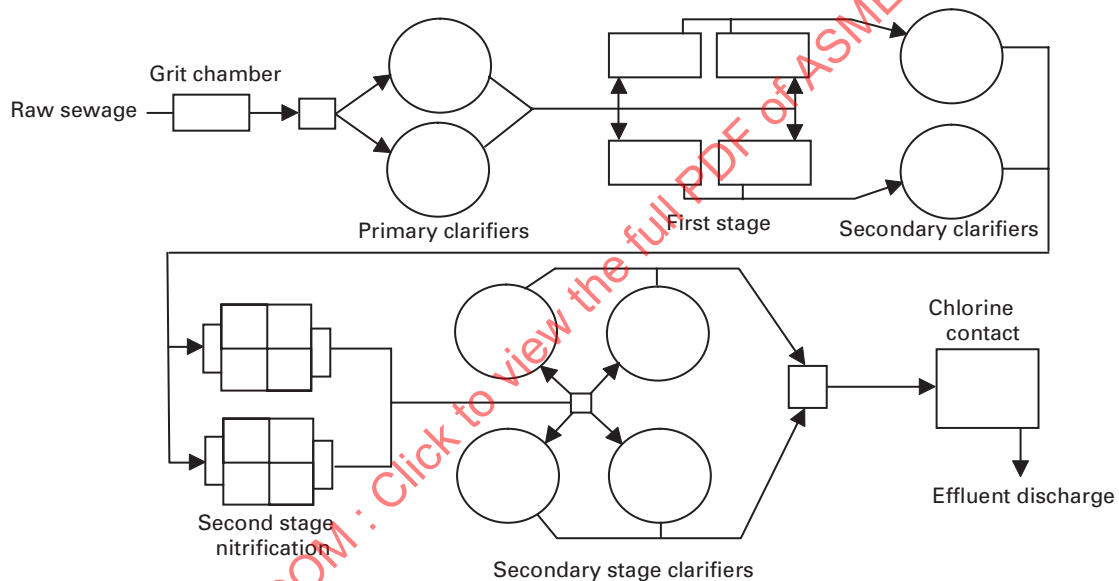 Grit chamber
Raw sewage
Primary clarifiers
First stage
Secondary clarifiers
Second stage
nitrification
Secondary stage clarifiers
Chlorine
contact
Effluent discharge
OM : Click to view the full PDF of ASME